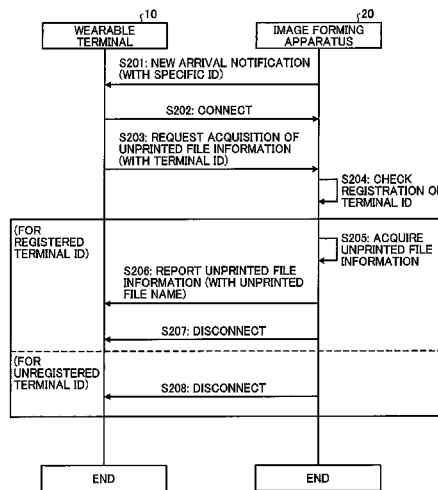 10
20
WEARABLE
TERMINAL
IMAGE FORMING
APPARATUS
S201: NEW ARRIVAL NOTIFICATION
(WITH SPECIFIC ID)
S202: CONNECT
S203: REQUEST ACQUISITION OF
UNPRINTED FILE INFORMATION
(WITH TERMINAL ID)
S204: CHECK
REGISTRATION OF
TERMINAL ID
(FOR
REGISTERED
TERMINAL ID)
S205: ACQUIRE
UNPRINTED FILE
INFORMATION
S206: REPORT UNPRINTED FILE
INFORMATION (WITH UNPRINTED
FILE NAME)
S207: DISCONNECT
(FOR
UNREGISTERED
TERMINAL ID)
S208: DISCONNECT
END
END